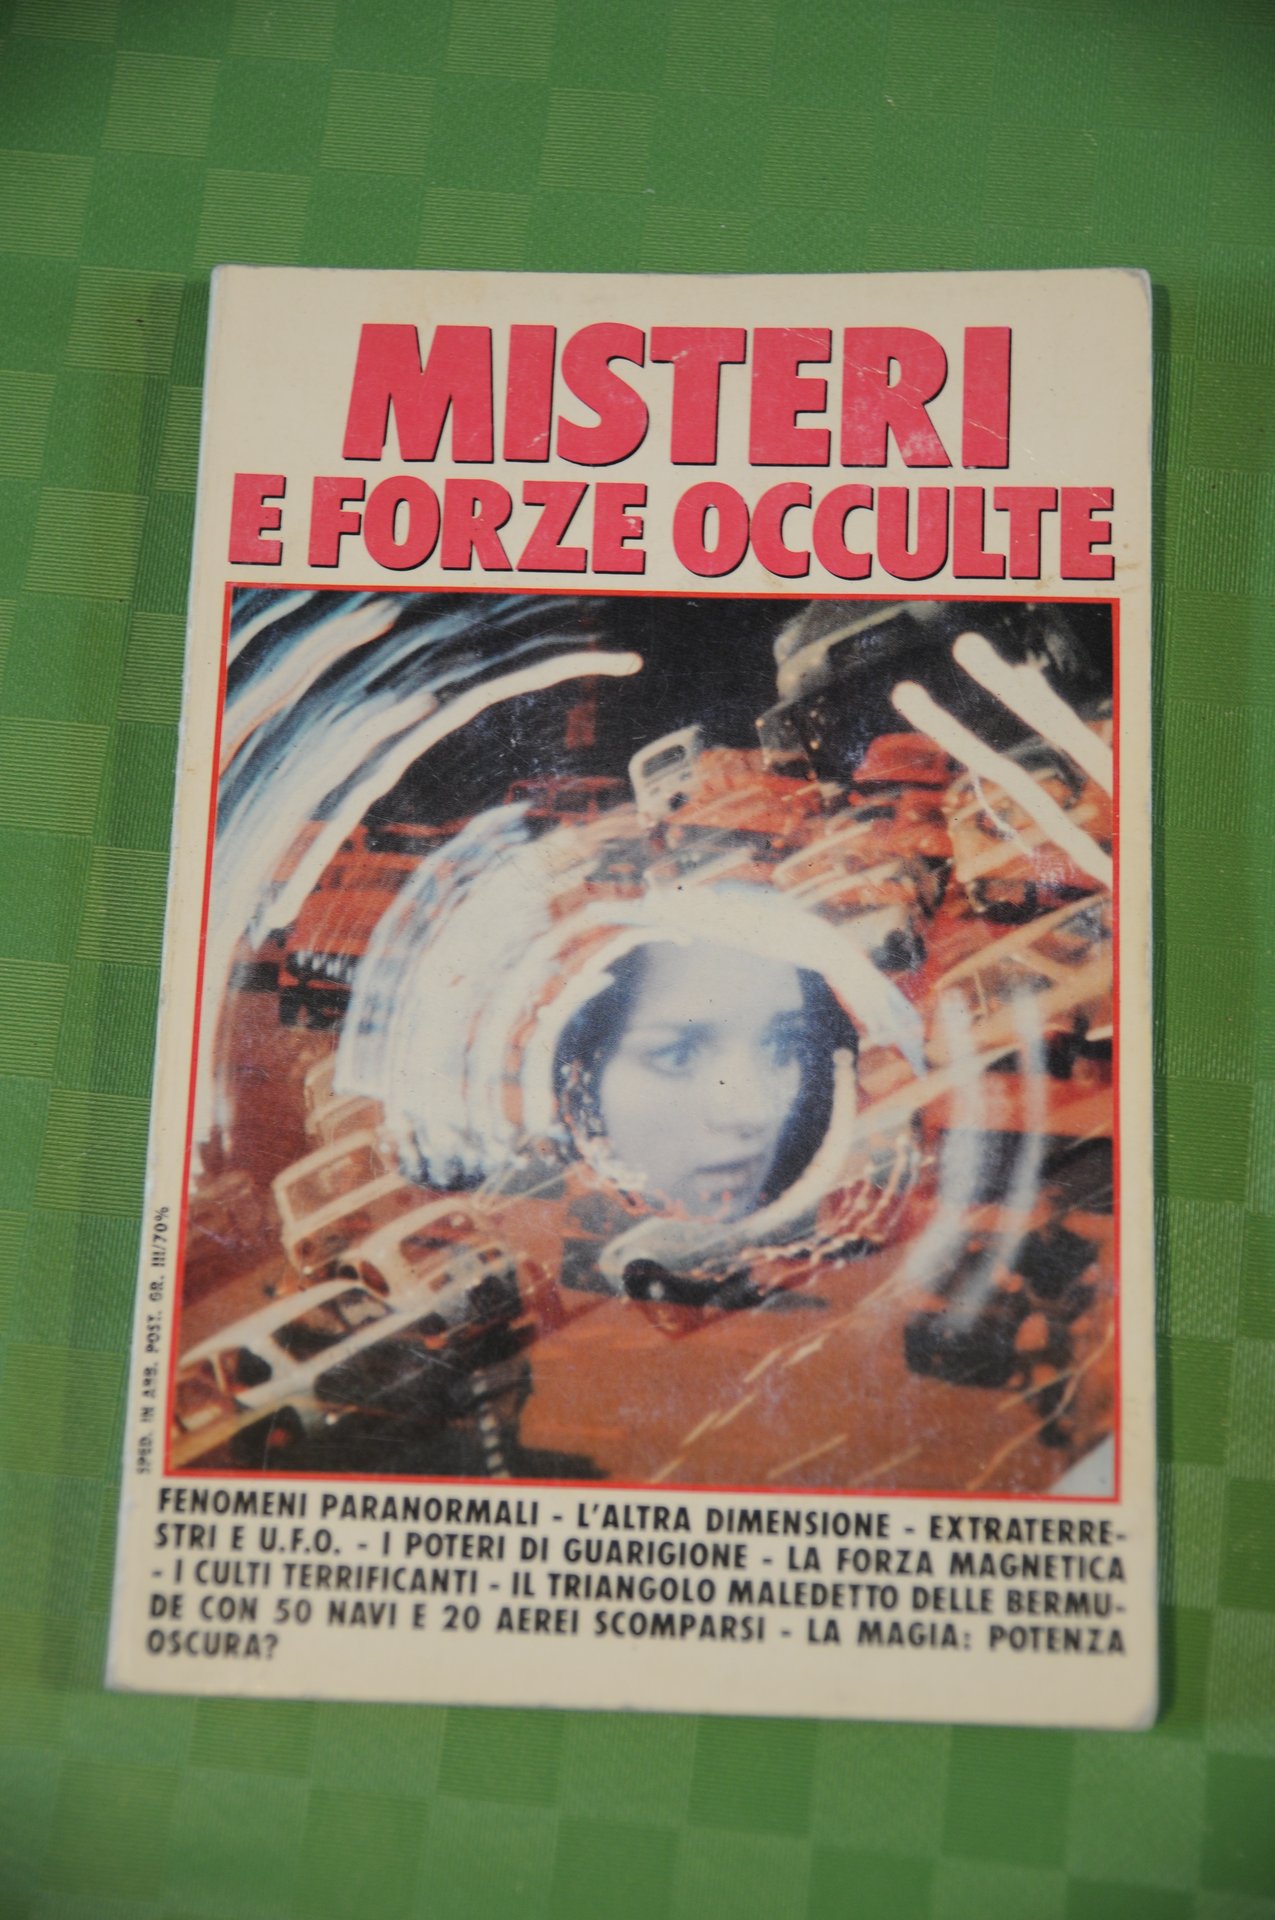 MISTERI
E FORZE OCCULTE
SPED. IN ABB. POST. GR. III/70%
FENOMENI PARANORMALI - L'ALTRA DIMENSIONE - EXTRATERRE-
STRI E U.F.O. - I POTERI DI GUARIGIONE - LA FORZA MAGNETICA
- I CULTI TERRIFICANTI - IL TRIANGOLO MALEDETTO DELLE BERMU-
DE CON 50 NAVI E 20 AEREI SCOMPARSI - LA MAGIA: POTENZA
OSCURA?